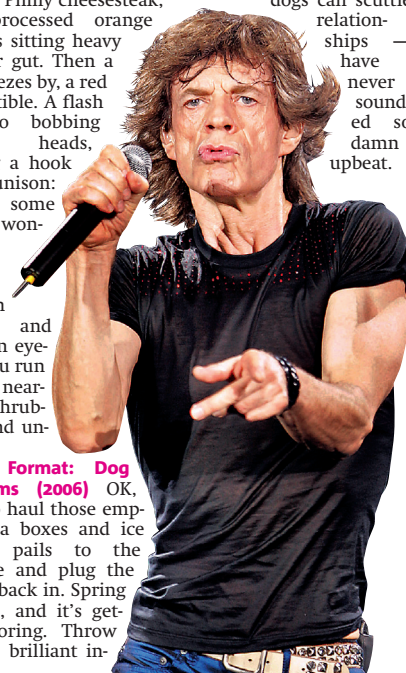 Philly cheesesteak,
processed orange
s sitting heavy
r gut. Then a
ezes by, a red
tible. A flash
o bobbing
heads,
a hook
unison:
some
won-
and
n eye-
u run
near-
hrub-
nd un-
Format: Dog
ms (2006) OK,
haul those emp-
a boxes and ice
pails to the
e and plug the
back in. Spring
, and it's get-
oring. Throw
brilliant in-
dogs can scuttle
relation-
ships —
have
never
sound-
ed so
damn
upbeat.